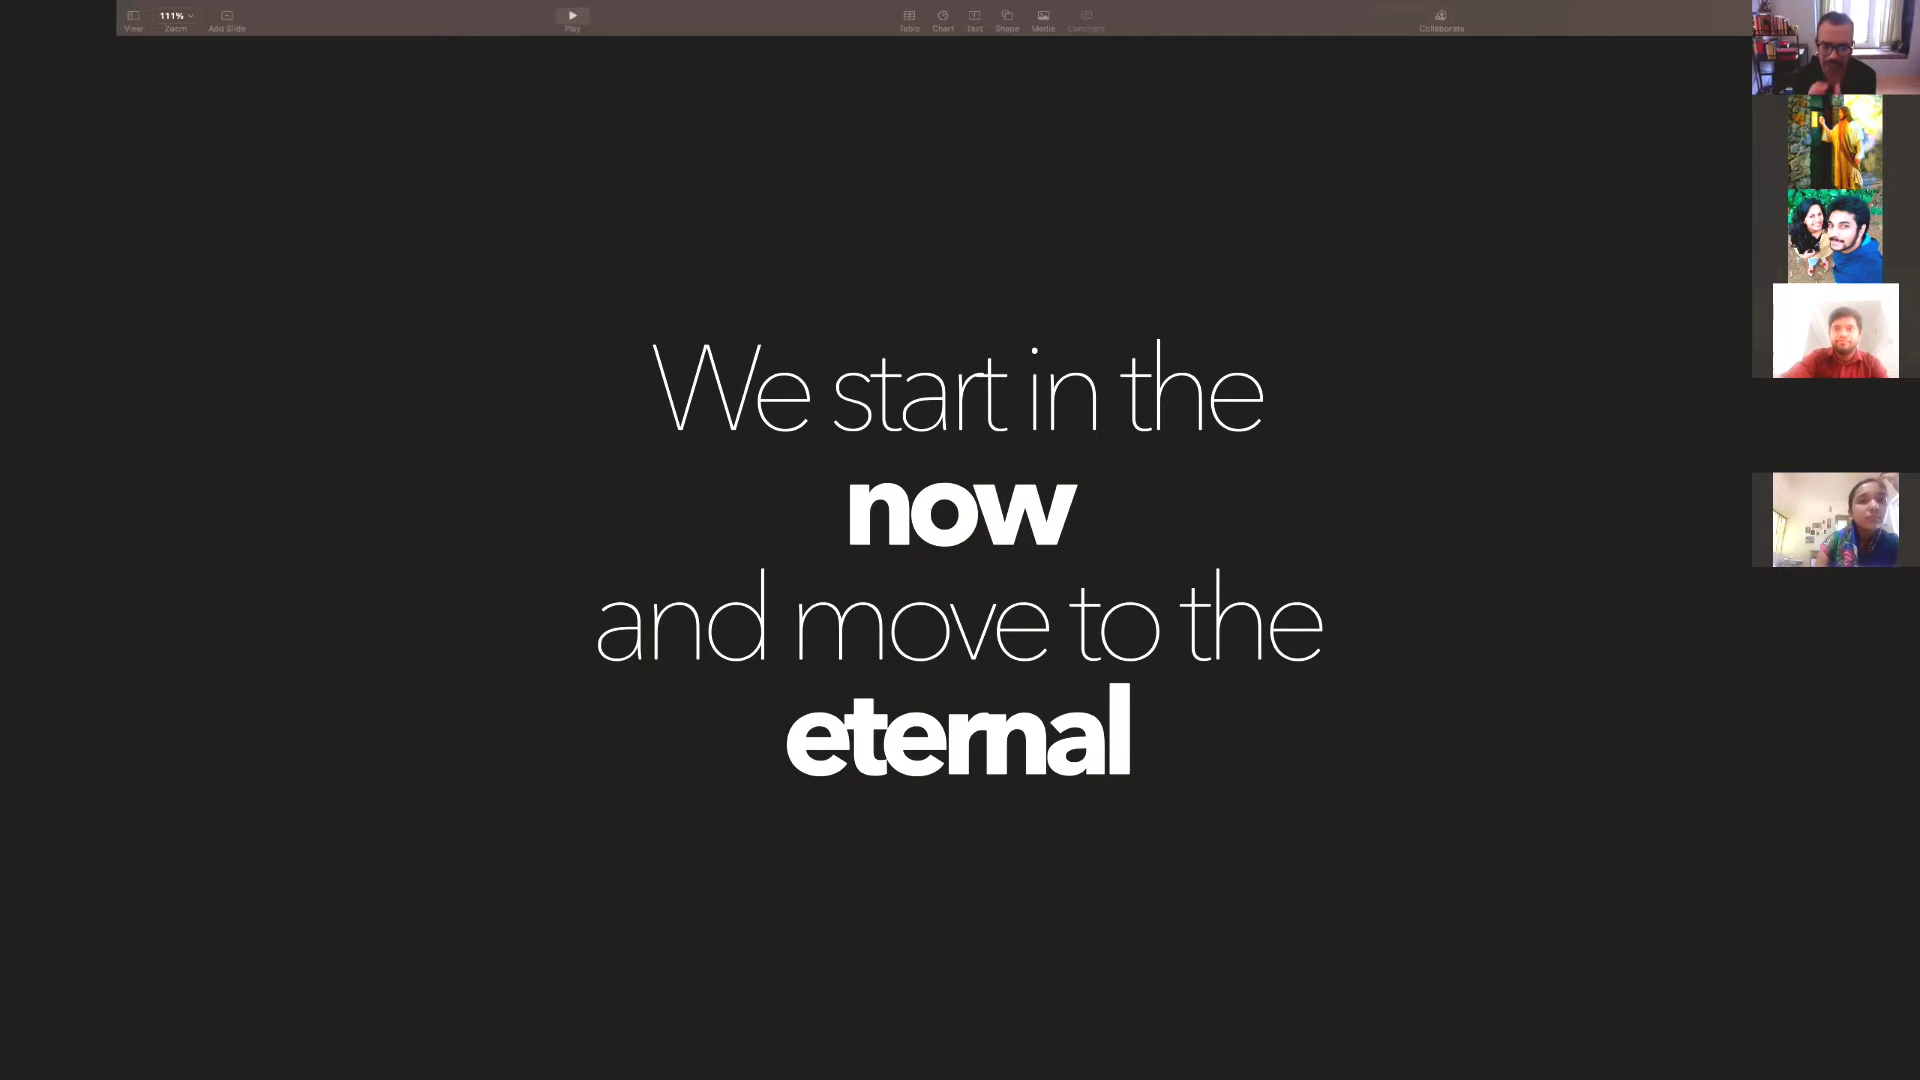 111%
View
Zoom
Add Slide
Play
Table
Chart
Text
Shape
Media
Comment
Collaborate
We start in the
now
and move to the
eternal